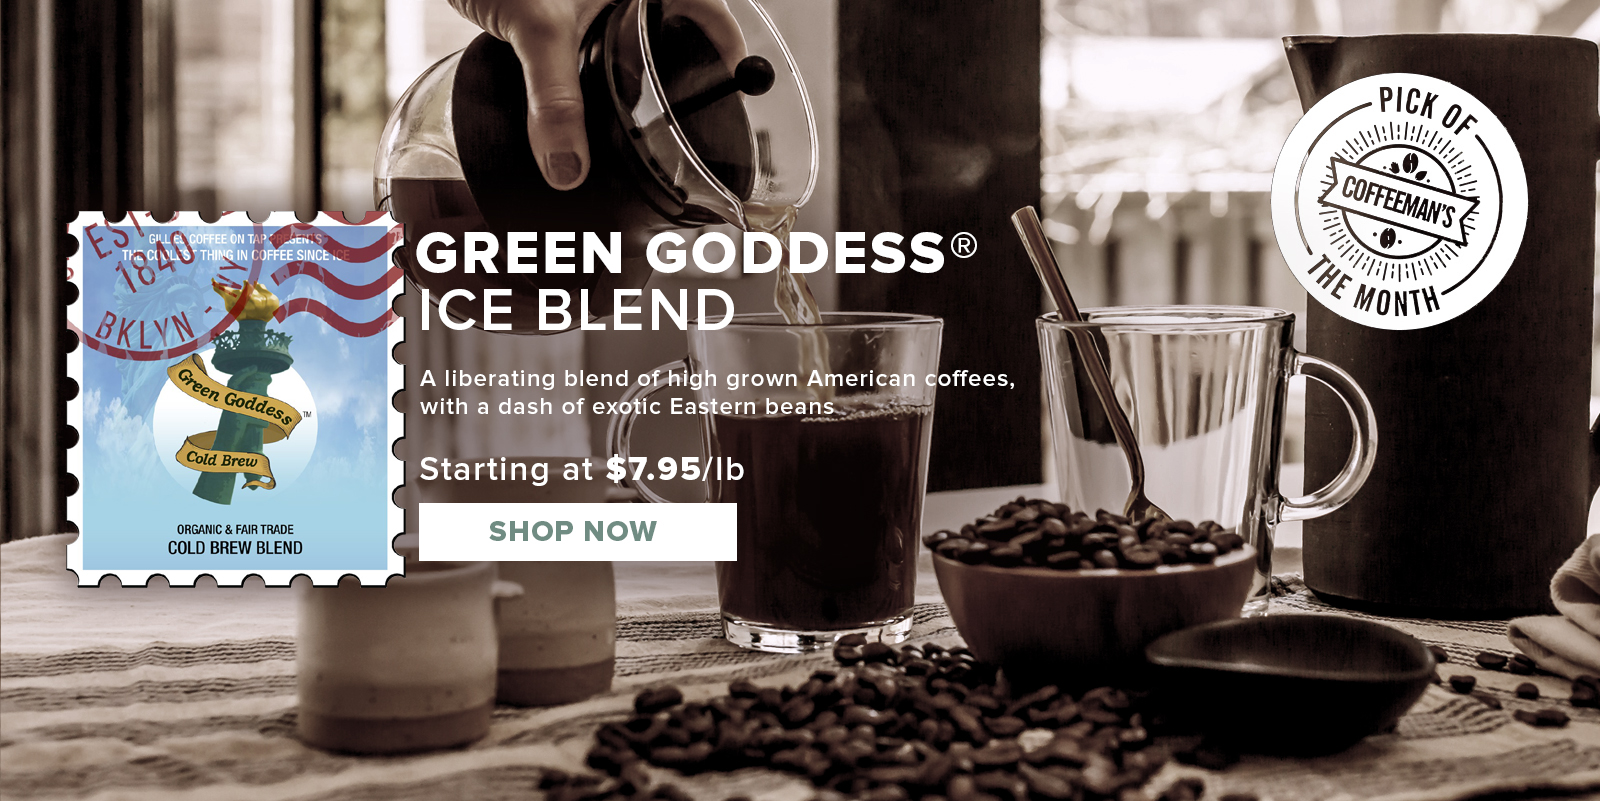 EST.
1840
BKLYN - NY
GILLIES COFFEE ON TAP PRESENTS
THE COOLEST THING IN COFFEE SINCE ICE
Green Goddess™
Cold Brew
ORGANIC & FAIR TRADE
COLD BREW BLEND
GREEN GODDESS®
ICE BLEND
A liberating blend of high grown American coffees,
with a dash of exotic Eastern beans
Starting at $7.95/lb
SHOP NOW
PICK OF
COFFEEMAN'S
THE MONTH